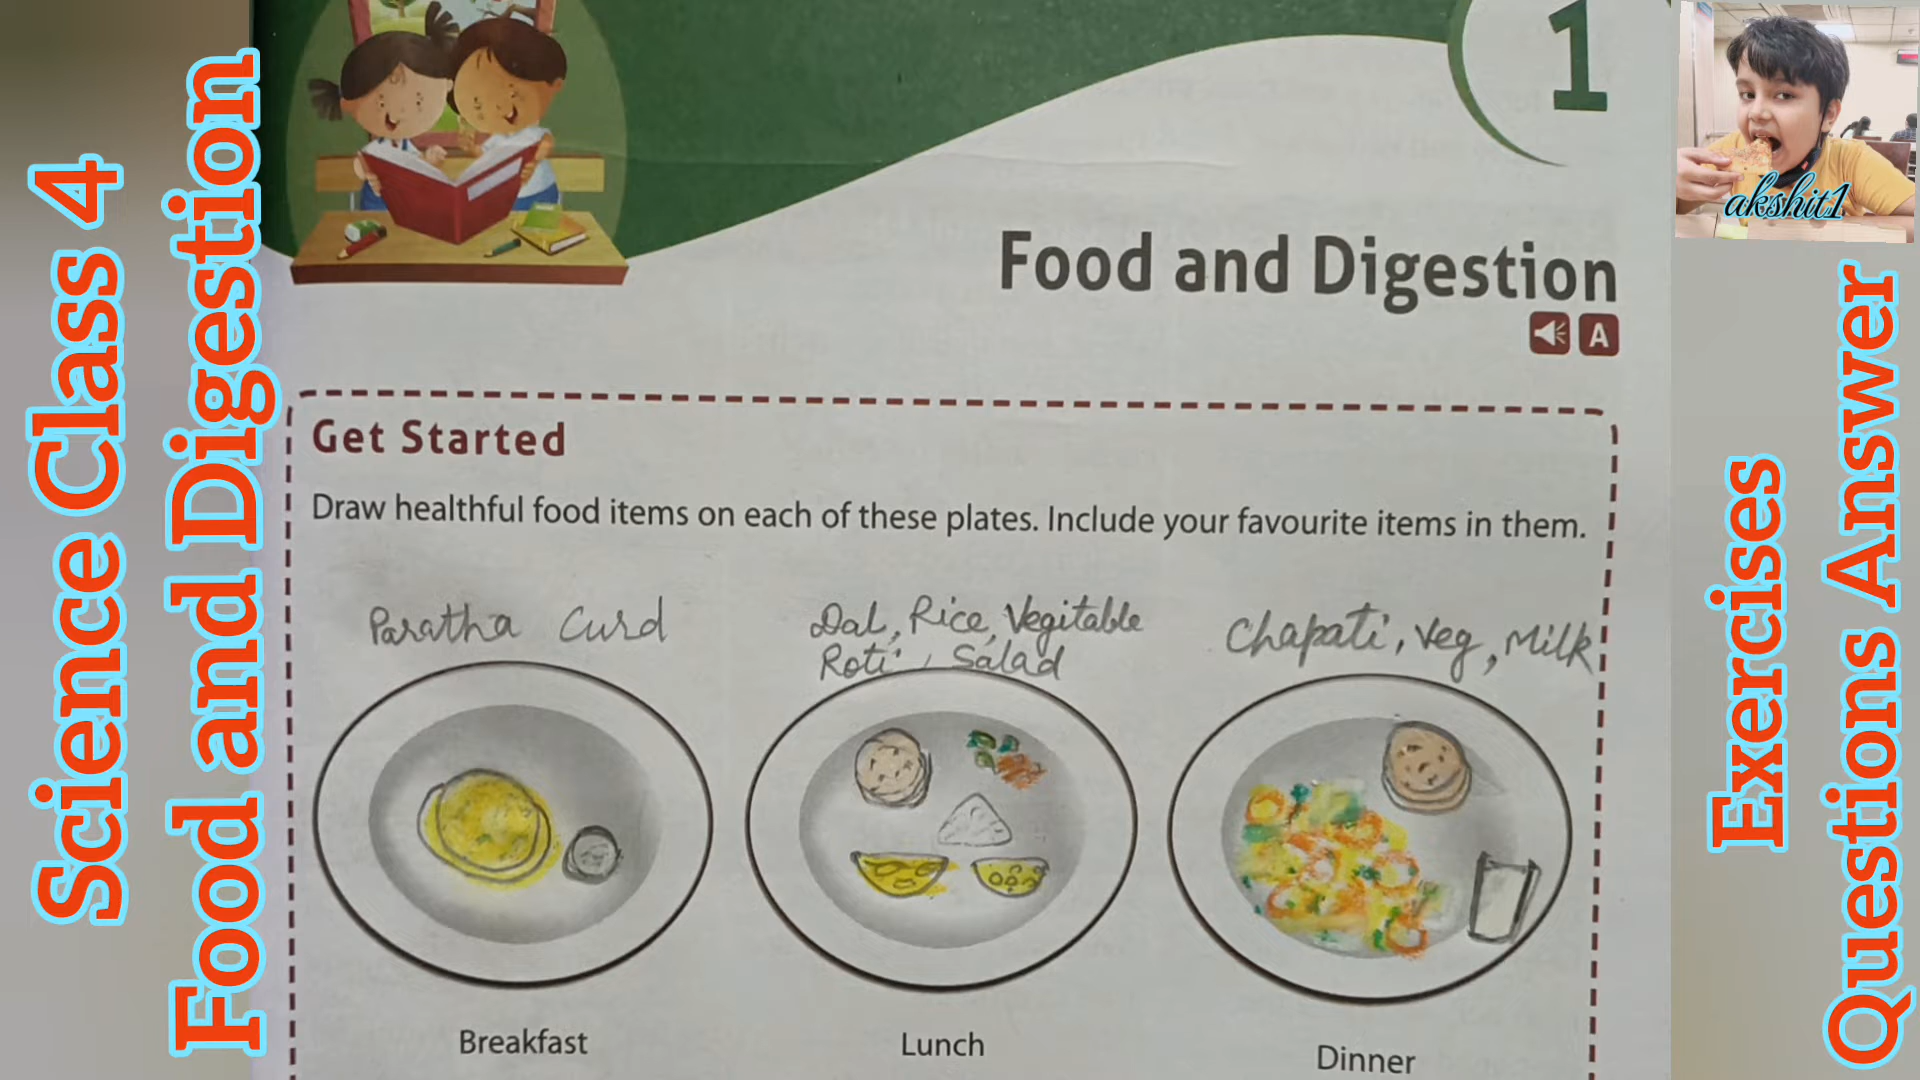 Science Class 4
Food and Digestion
1
Food and Digestion
A
Get Started
Draw healthful food items on each of these plates. Include your favourite items in them.
Paratha Curd
Dal, Rice, Vegitable
Roti, Salad
Chapati, Veg, Milk
Breakfast
Lunch
Dinner
akshit1
Exercises
Questions Answer